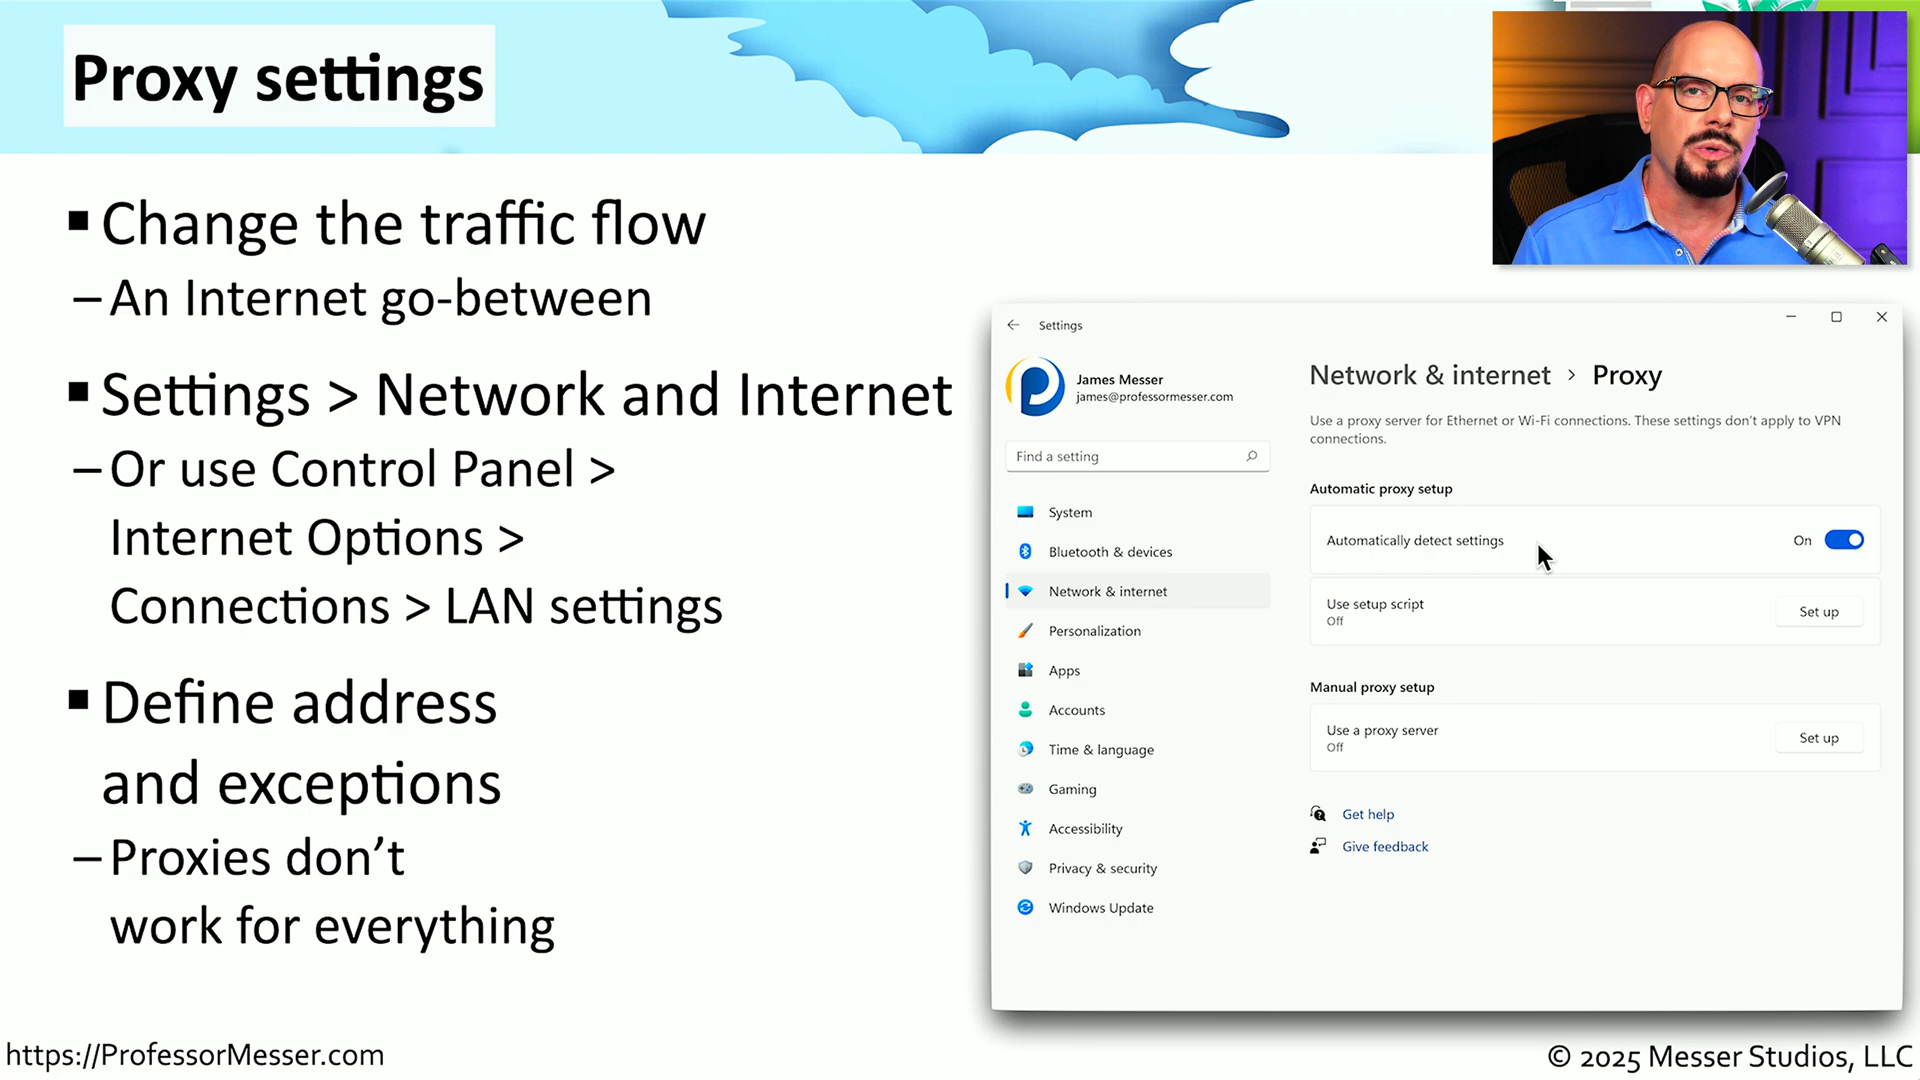 Proxy settings
▪ Change the traffic flow
– An Internet go-between
▪ Settings > Network and Internet
– Or use Control Panel >
Internet Options >
Connections > LAN settings
▪ Define address
and exceptions
– Proxies don’t
work for everything
Settings
James Messer
james@professormesser.com
Find a setting
System
Bluetooth & devices
Network & internet
Personalization
Apps
Accounts
Time & language
Gaming
Accessibility
Privacy & security
Windows Update
Network & internet › Proxy
Use a proxy server for Ethernet or Wi-Fi connections. These settings don’t apply to VPN
connections.
Automatic proxy setup
Automatically detect settings On
Use setup script
Off
Set up
Manual proxy setup
Use a proxy server
Off
Set up
Get help
Give feedback
https://ProfessorMesser.com
© 2025 Messer Studios, LLC